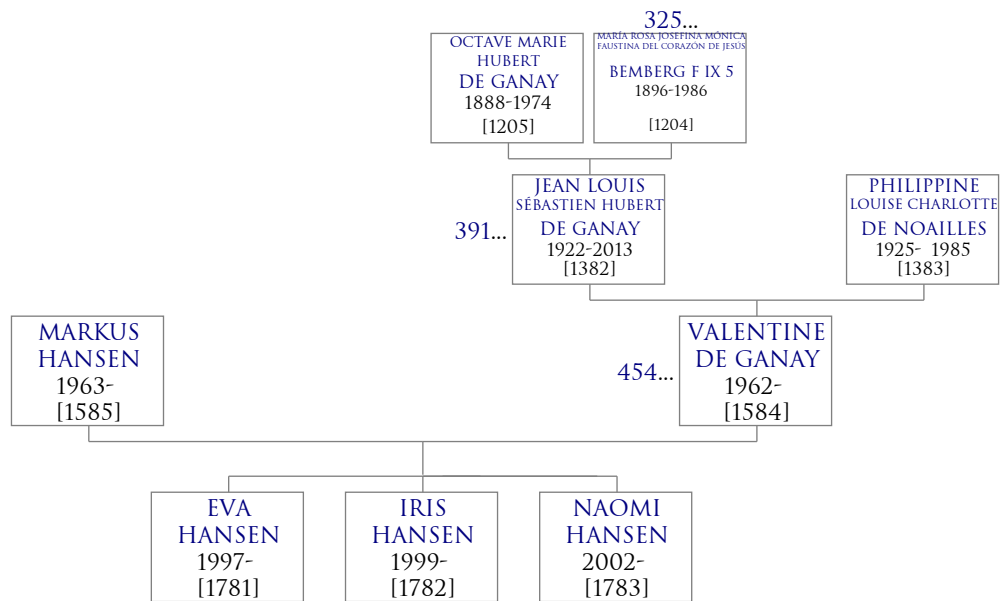 325...
OCTAVE MARIE
HUBERT
DE GANAY
1888-1974
[1205]
MARÍA ROSA JOSEFINA MÓNICA
FAUSTINA DEL CORAZÓN DE JESÚS
BEMBERG F IX 5
1896-1986
[1204]
391...
JEAN LOUIS
SÉBASTIEN HUBERT
DE GANAY
1922-2013
[1382]
PHILIPPINE
LOUISE CHARLOTTE
DE NOAILLES
1925- 1985
[1383]
MARKUS
HANSEN
1963-
[1585]
454...
VALENTINE
DE GANAY
1962-
[1584]
EVA
HANSEN
1997-
[1781]
IRIS
HANSEN
1999-
[1782]
NAOMI
HANSEN
2002-
[1783]